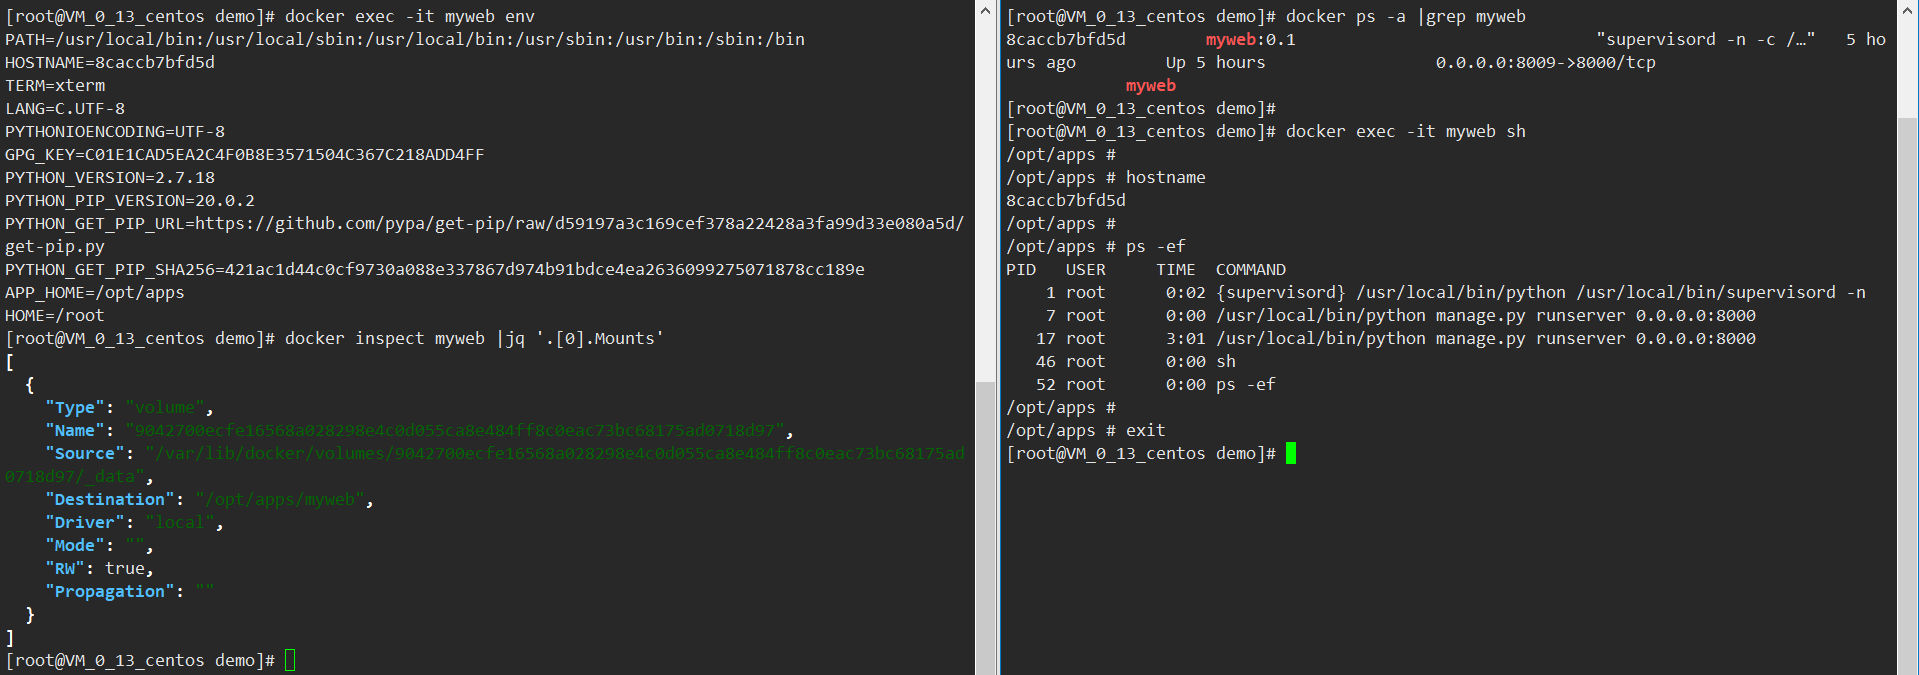 [root@VM_0_13_centos demo]# docker exec -it myweb env
PATH=/usr/local/bin:/usr/local/sbin:/usr/local/bin:/usr/sbin:/usr/bin:/sbin:/bin
HOSTNAME=8caccb7bfd5d
TERM=xterm
LANG=C.UTF-8
PYTHONIOENCODING=UTF-8
GPG_KEY=C01E1CAD5EA2C4F0B8E3571504C367C218ADD4FF
PYTHON_VERSION=2.7.18
PYTHON_PIP_VERSION=20.0.2
PYTHON_GET_PIP_URL=https://github.com/pypa/get-pip/raw/d59197a3c169cef378a22428a3fa99d33e080a5d/
get-pip.py
PYTHON_GET_PIP_SHA256=421ac1d44c0cf9730a088e337867d974b91bdce4ea2636099275071878cc189e
APP_HOME=/opt/apps
HOME=/root
[root@VM_0_13_centos demo]# docker inspect myweb |jq '.[0].Mounts'
[
  {
    "Type": "volume",
    "Name": "9042700ecfe16568a028298e4c0d055ca8e484ff8c0eac73bc68175ad0718d97",
    "Source": "/var/lib/docker/volumes/9042700ecfe16568a028298e4c0d055ca8e484ff8c0eac73bc68175ad
0718d97/_data",
    "Destination": "/opt/apps/myweb",
    "Driver": "local",
    "Mode": "",
    "RW": true,
    "Propagation": ""
  }
]
[root@VM_0_13_centos demo]#
[root@VM_0_13_centos demo]# docker ps -a |grep myweb
8caccb7bfd5d        myweb:0.1                              "supervisord -n -c /…"   5 ho
urs ago         Up 5 hours                 0.0.0.0:8009->8000/tcp
            myweb
[root@VM_0_13_centos demo]#
[root@VM_0_13_centos demo]# docker exec -it myweb sh
/opt/apps #
/opt/apps # hostname
8caccb7bfd5d
/opt/apps #
/opt/apps # ps -ef
PID   USER     TIME  COMMAND
    1 root      0:02 {supervisord} /usr/local/bin/python /usr/local/bin/supervisord -n
    7 root      0:00 /usr/local/bin/python manage.py runserver 0.0.0.0:8000
   17 root      3:01 /usr/local/bin/python manage.py runserver 0.0.0.0:8000
   46 root      0:00 sh
   52 root      0:00 ps -ef
/opt/apps #
/opt/apps # exit
[root@VM_0_13_centos demo]#